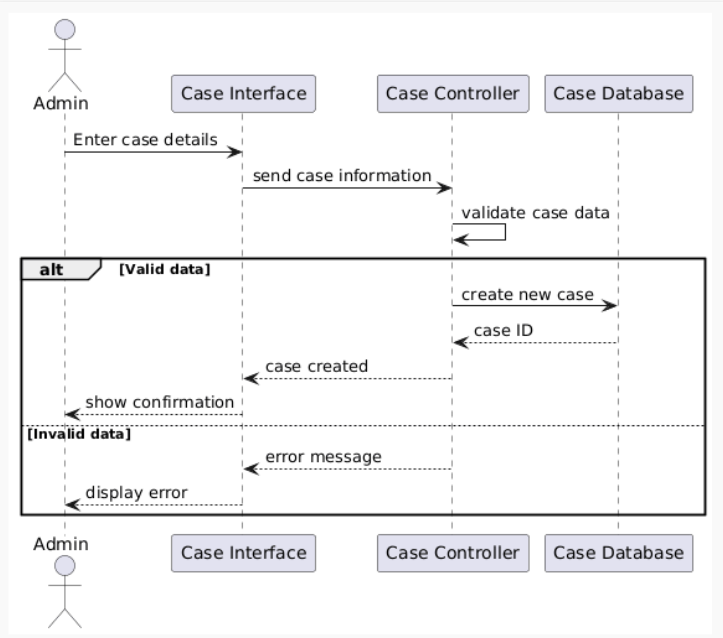 Admin
Case Interface
Case Controller
Case Database
Enter case details
send case information
validate case data
alt
[Valid data]
create new case
case ID
case created
show confirmation
[Invalid data]
error message
display error
Admin
Case Interface
Case Controller
Case Database